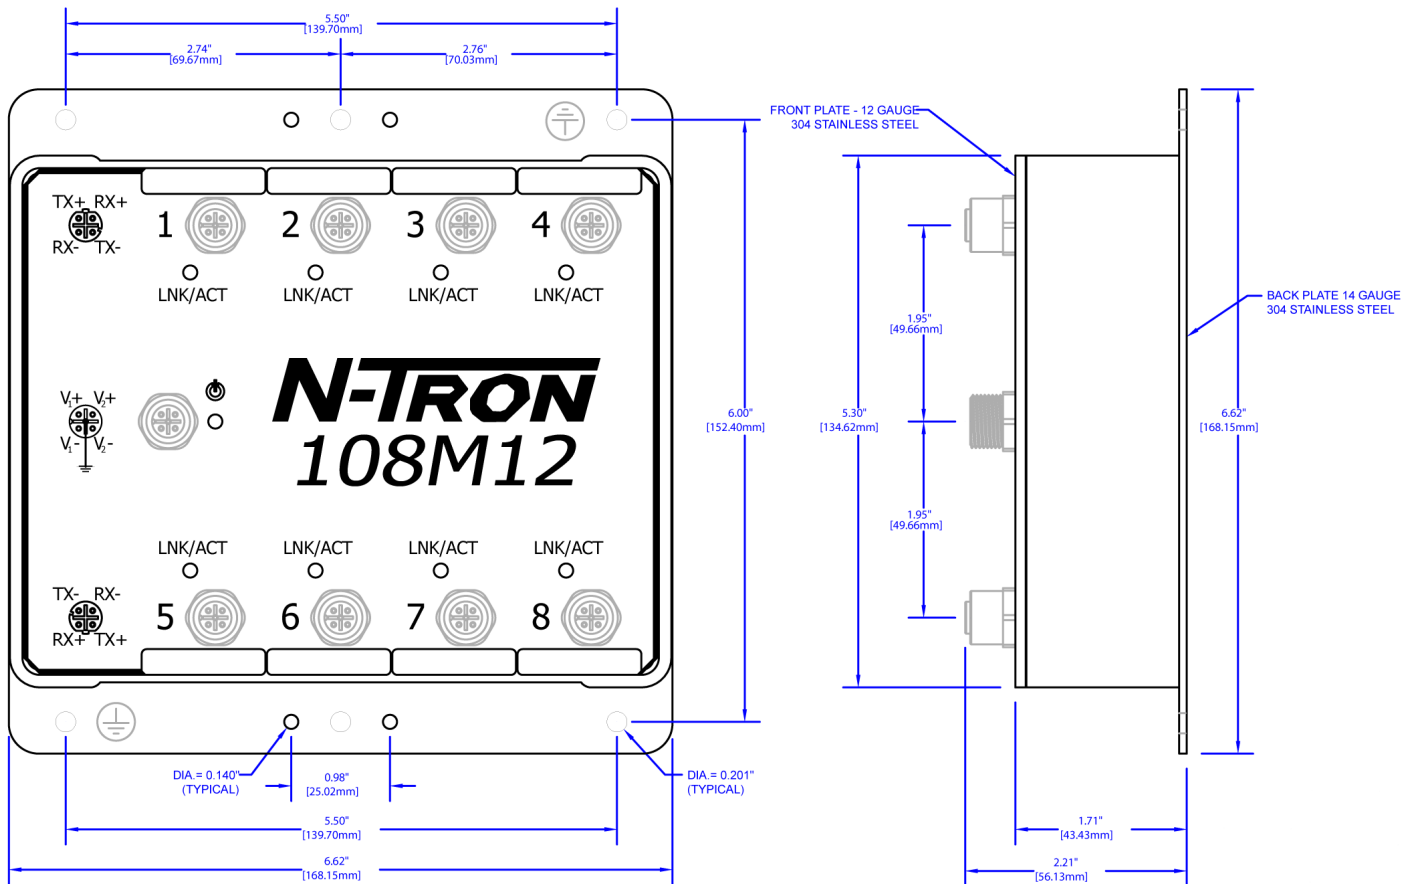 5.50"
[139.70mm]
2.74"
[69.67mm]
2.76"
[70.03mm]
FRONT PLATE - 12 GAUGE
304 STAINLESS STEEL
TX+ RX+
RX- TX-
1
2
3
4
LNK/ACT
LNK/ACT
LNK/ACT
LNK/ACT
BACK PLATE 14 GAUGE
304 STAINLESS STEEL
1.95"
[49.66mm]
V1+ V2+
V1- V2-
N-TRON
108M12
6.00"
[152.40mm]
5.30"
[134.62mm]
6.62"
[168.15mm]
1.95"
[49.66mm]
LNK/ACT
LNK/ACT
LNK/ACT
LNK/ACT
TX- RX-
RX+ TX+
5
6
7
8
DIA.= 0.140"
(TYPICAL)
0.98"
[25.02mm]
DIA.= 0.201"
(TYPICAL)
5.50"
[139.70mm]
1.71"
[43.43mm]
6.62"
[168.15mm]
2.21"
[56.13mm]